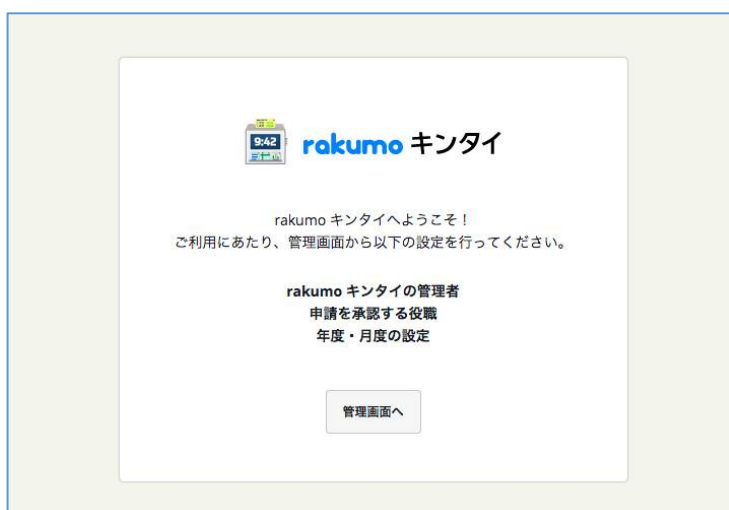 9:42
rakumo キンタイ
rakumo キンタイへようこそ！
ご利用にあたり、管理画面から以下の設定を行ってください。
rakumo キンタイの管理者
申請を承認する役職
年度・月度の設定
管理画面へ